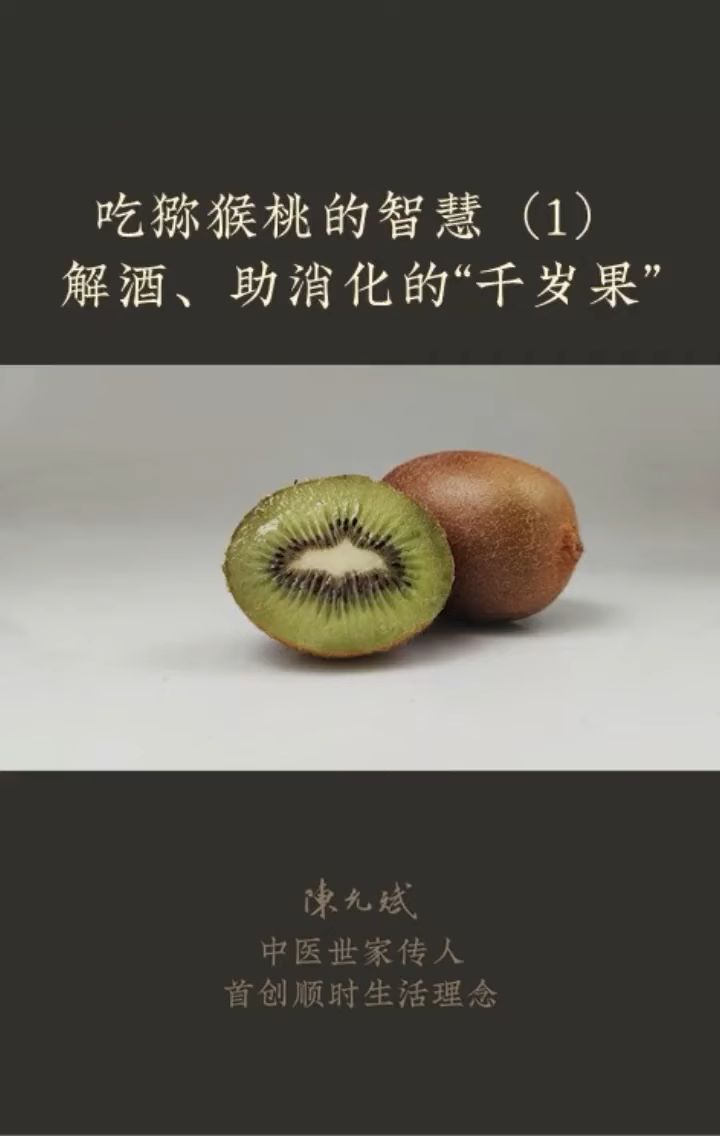 吃猕猴桃的智慧（1）
解酒、助消化的“千岁果”
陳允斌
中医世家传人
首创顺时生活理念